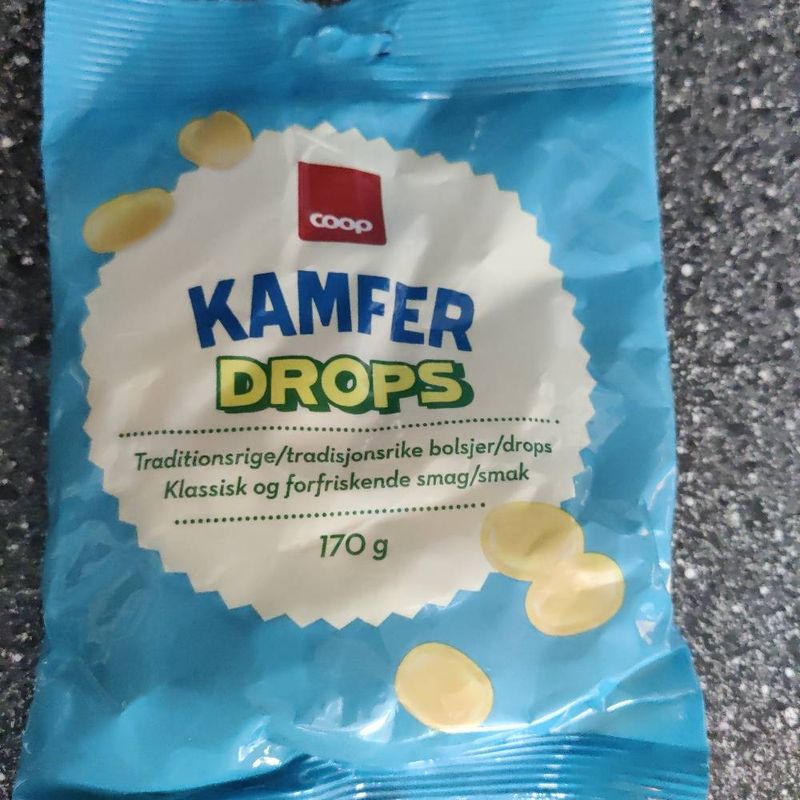 coop
KAMFER
DROPS
Traditionsrige/tradisjonsrike bolsjer/drops
Klassisk og forfriskende smag/smak
170 g